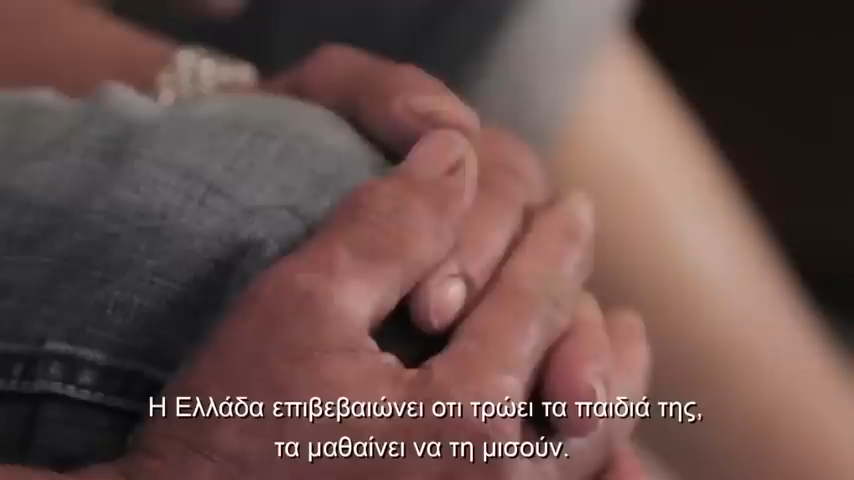 Η Ελλάδα επιβεβαιώνει οτι τρώει τα παιδιά της,
τα μαθαίνει να τη μισούν.